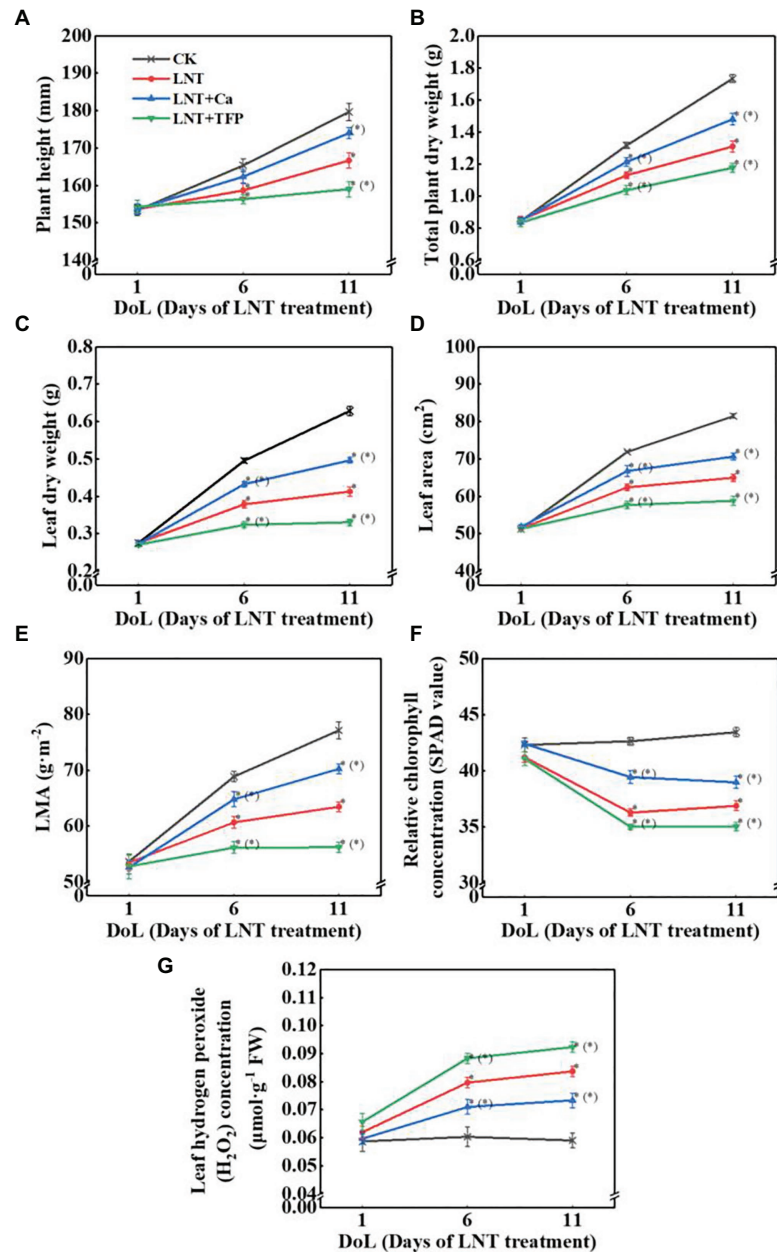 A
200
190
180
170
160
150
140
0
Plant height (mm)
CK
LNT
LNT+Ca
LNT+TFP
* *
(*)
*
* (*)
1 6 11
DoL (Days of LNT treatment)
B
2.0
1.8
1.6
1.4
1.2
1.0
0.8
0.6
0.0
Total plant dry weight (g)
* (*)
*
* (*)
* (*)
*
* (*)
1 6 11
DoL (Days of LNT treatment)
C
0.8
0.7
0.6
0.5
0.4
0.3
0.2
0.0
Leaf dry weight (g)
* (*)
*
* (*)
* (*)
*
* (*)
1 6 11
DoL (Days of LNT treatment)
D
100
90
80
70
60
50
40
0
Leaf area (cm²)
* (*)
*
* (*)
* (*)
*
* (*)
1 6 11
DoL (Days of LNT treatment)
E
90
80
70
60
50
0
LMA (g·m⁻²)
* (*)
*
* (*)
* (*)
*
* (*)
1 6 11
DoL (Days of LNT treatment)
F
50
45
40
35
30
0
Relative chlorophyll
concentration (SPAD value)
* (*)
*
* (*)
* (*)
*
* (*)
1 6 11
DoL (Days of LNT treatment)
G
0.12
0.11
0.10
0.09
0.08
0.07
0.06
0.05
0.04
0.00
Leaf hydrogen peroxide
(H₂O₂) concentration
(μmol·g⁻¹ FW)
* (*)
*
* (*)
* (*)
*
* (*)
1 6 11
DoL (Days of LNT treatment)